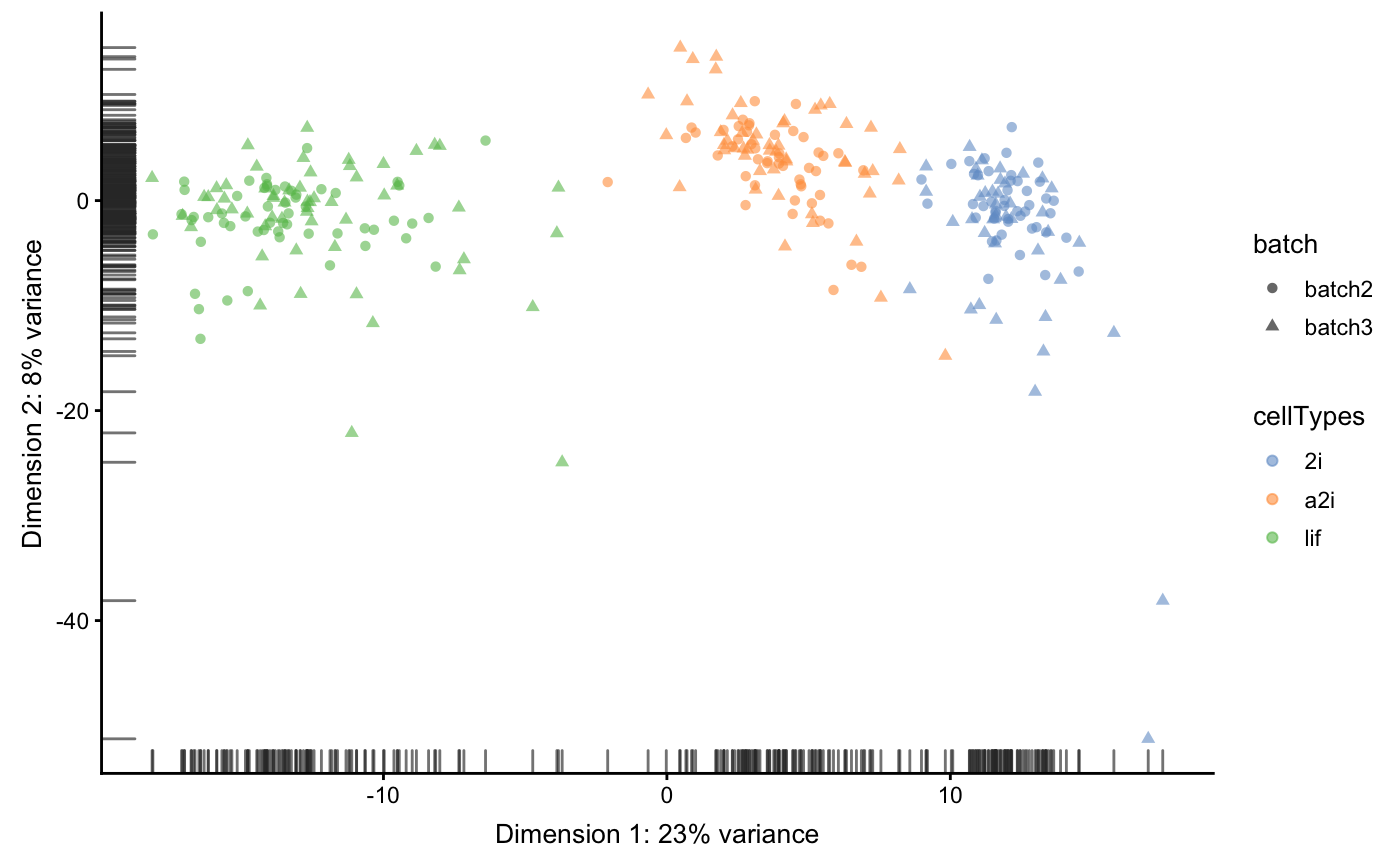 Dimension 2: 8% variance
0
-20
-40
-10
0
10
Dimension 1: 23% variance
batch
batch2
batch3
cellTypes
2i
a2i
lif